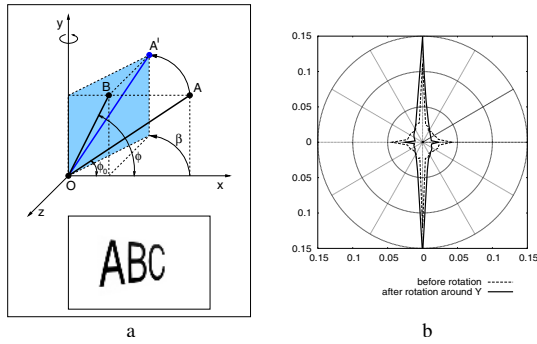 y
A'
B
A
β
ϕ
ϕ₀
O
x
z
ABC
a
0.15
0.1
0.05
0
0.05
0.1
0.15
0.15 0.1 0.05 0 0.05 0.1 0.15
before rotation
after rotation around Y
b